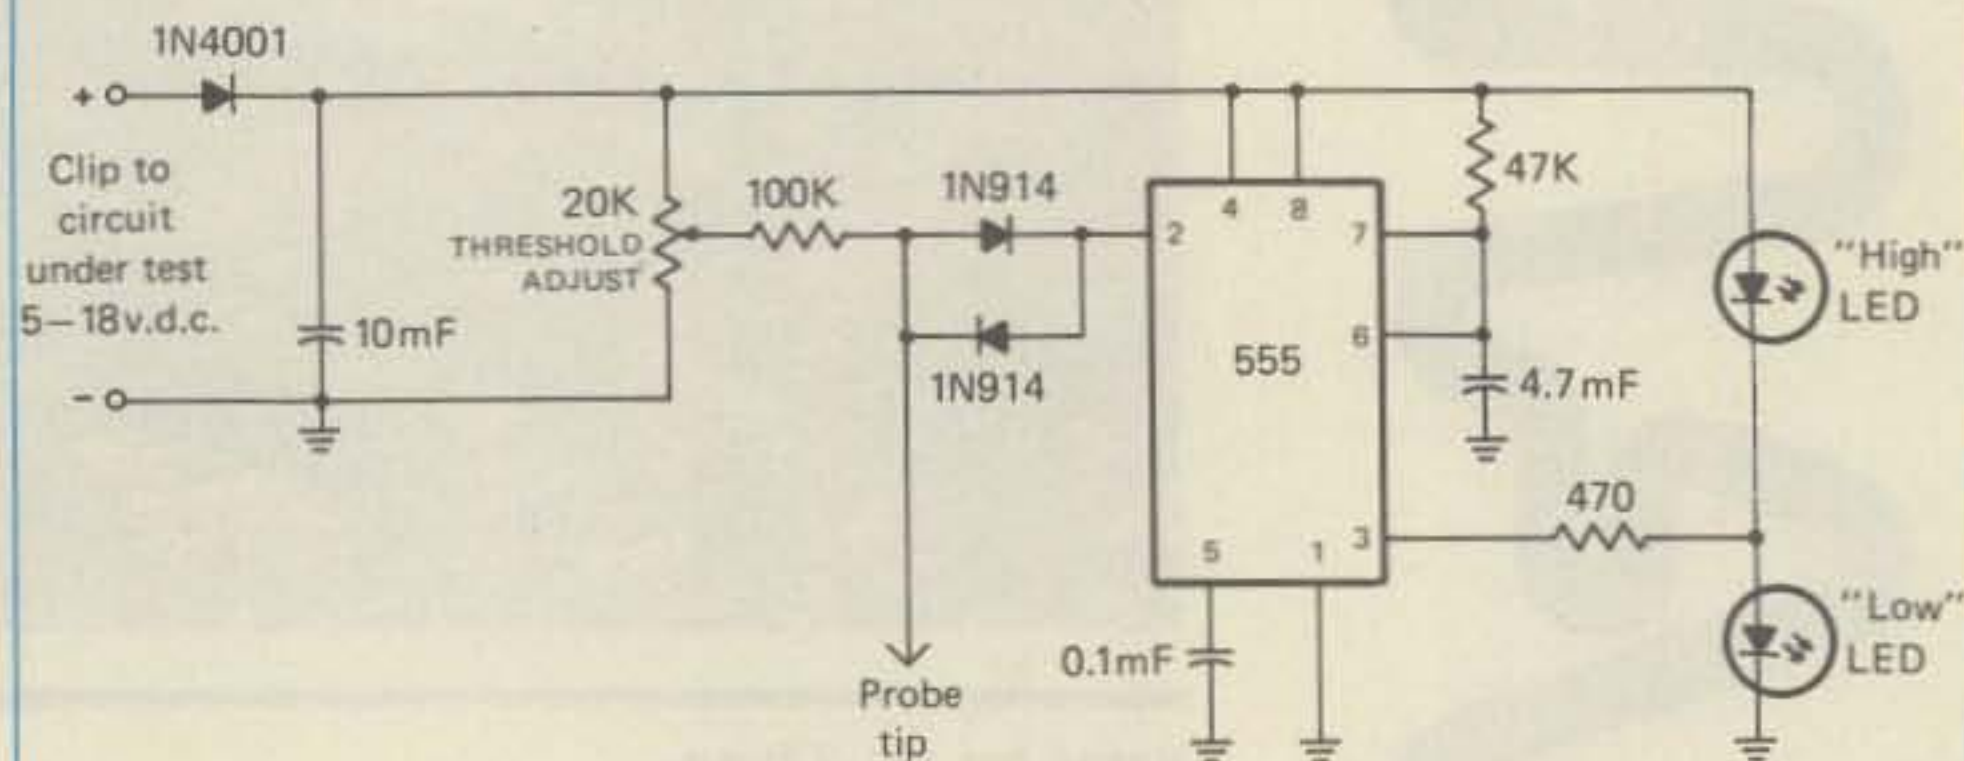 1N4001
+
Clip to
circuit
under test
5–18v.d.c.
-
10mF
20K
THRESHOLD
ADJUST
100K
1N914
1N914
Probe
tip
2
4
8
7
6
555
5
1
3
0.1mF
47K
4.7mF
470
"High"
LED
"Low"
LED